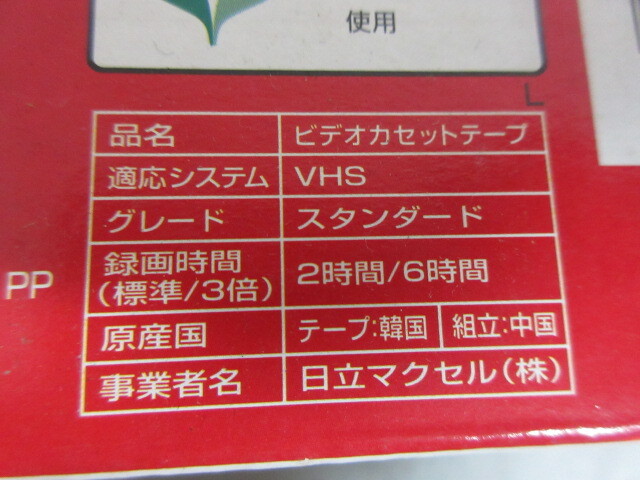 使用
L
品名 ビデオカセットテープ
適応システム VHS
グレード スタンダード
録画時間
(標準/3倍) 2時間/6時間
PP
原産国 テープ:韓国 組立:中国
事業者名 日立マクセル(株)